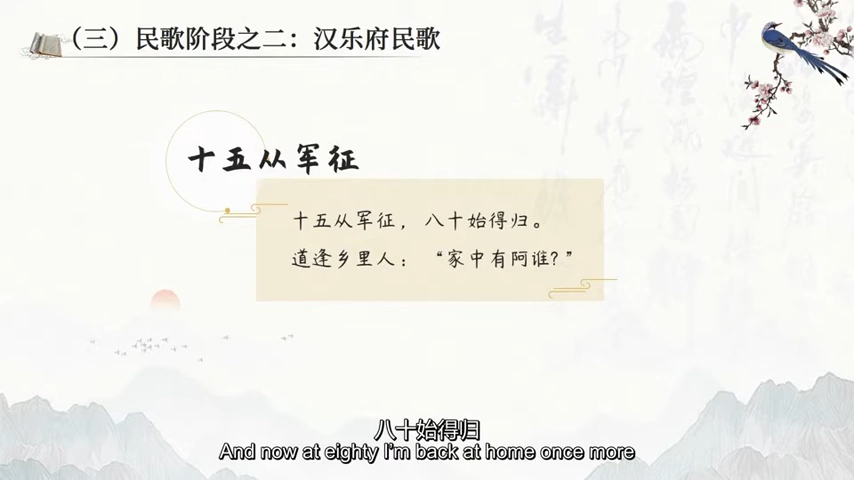 （三）民歌阶段之二：汉乐府民歌
十五从军征
十五从军征，八十始得归。
道逢乡里人：“家中有阿谁？”
八十始得归
And now at eighty I'm back at home once more